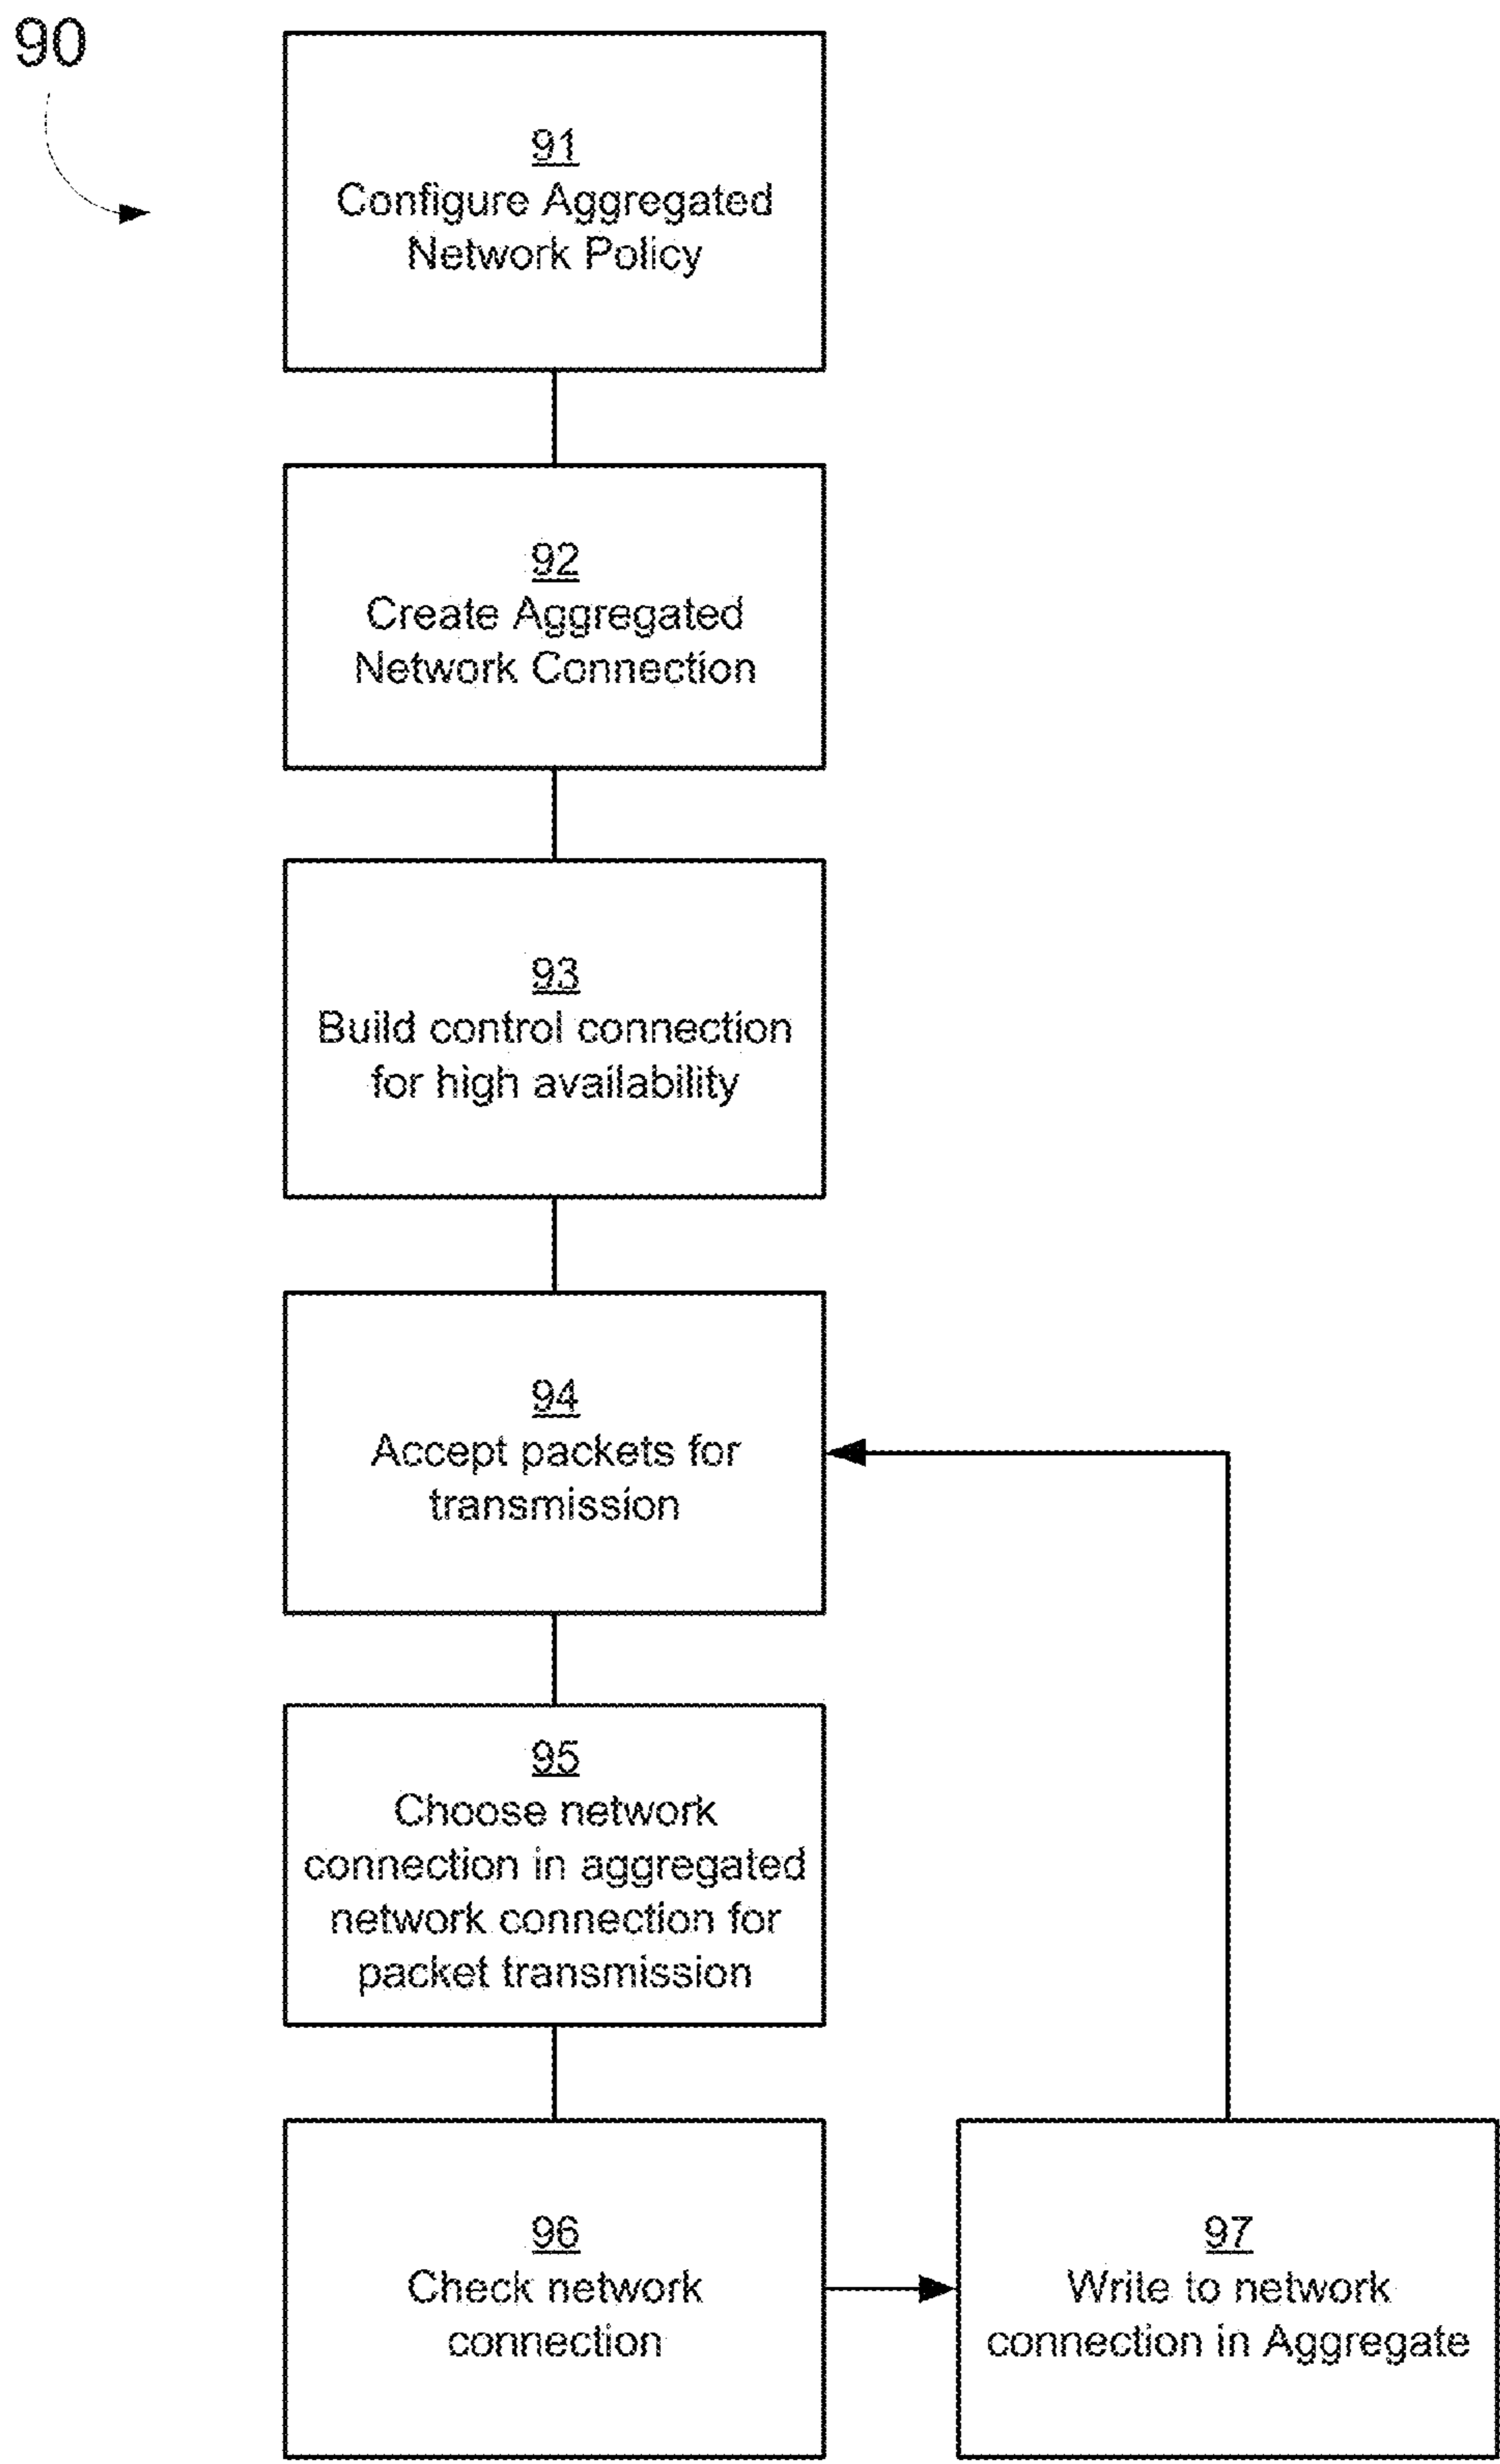 90
91
Configure Aggregated
Network Policy
92
Create Aggregated
Network Connection
93
Build control connection
for high availability
94
Accept packets for
transmission
95
Choose network
connection in aggregated
network connection for
packet transmission
96
Check network
connection
97
Write to network
connection in Aggregate